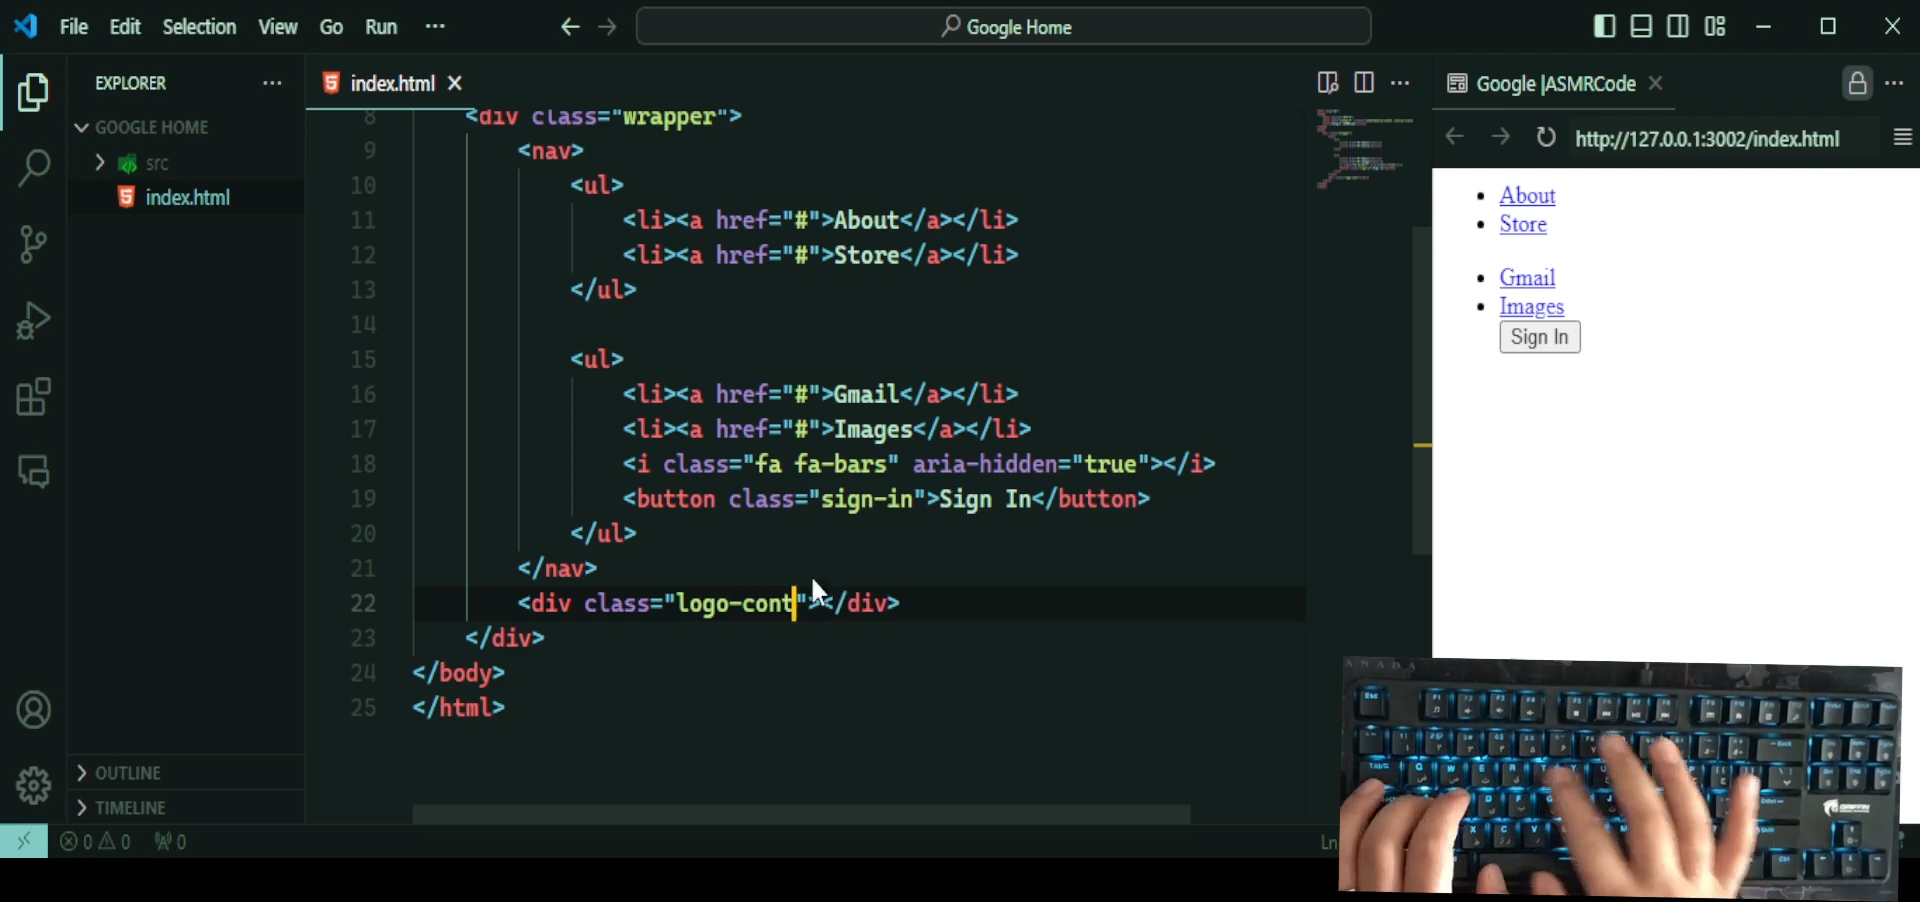 File Edit Selection View Go Run ···
Google Home
EXPLORER ···
GOOGLE HOME
src
index.html
OUTLINE
TIMELINE
index.html
8 <div class="wrapper">
9 <nav>
10 <ul>
11 <li><a href="#">About</a></li>
12 <li><a href="#">Store</a></li>
13 </ul>
14
15 <ul>
16 <li><a href="#">Gmail</a></li>
17 <li><a href="#">Images</a></li>
18 <i class="fa fa-bars" aria-hidden="true"></i>
19 <button class="sign-in">Sign In</button>
20 </ul>
21 </nav>
22 <div class="logo-cont"></div>
23 </div>
24 </body>
25 </html>
Google |ASMRCode
http://127.0.0.1:3002/index.html
• About
• Store
• Gmail
• Images
Sign In
0 0 0
Ln
GRIFFIN